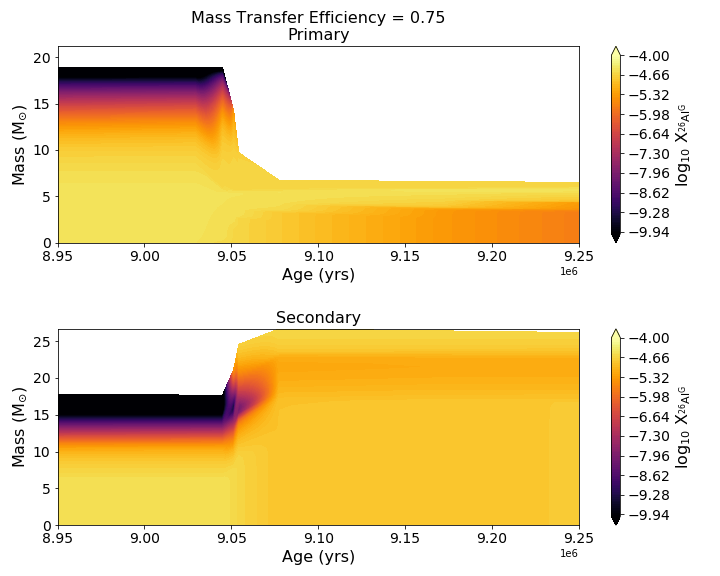 Mass Transfer Efficiency = 0.75
Primary
Mass (M⊙)
20
15
10
5
0
8.95 9.00 9.05 9.10 9.15 9.20 9.25
1e6
Age (yrs)
−4.00
−4.66
−5.32
−5.98
−6.64
−7.30
−7.96
−8.62
−9.28
−9.94
log₁₀ X²⁶Alᴳ
Secondary
Mass (M⊙)
25
20
15
10
5
0
8.95 9.00 9.05 9.10 9.15 9.20 9.25
1e6
Age (yrs)
−4.00
−4.66
−5.32
−5.98
−6.64
−7.30
−7.96
−8.62
−9.28
−9.94
log₁₀ X²⁶Alᴳ